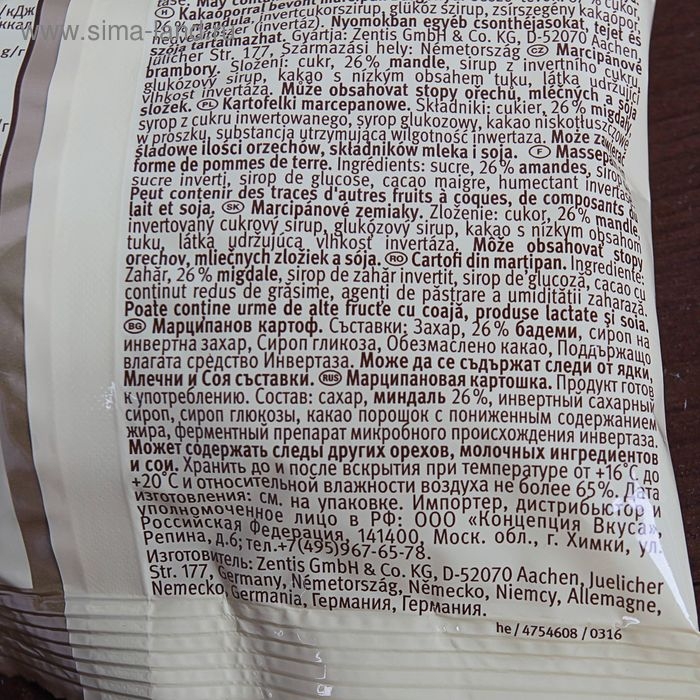 tase. May contain
cukor,
Kakaóporral bevont marcipán
(H)
invertcukorszirup, glukóz szirup, zsírszegény kakaópor,
26% mandula, (invertáz). Nyomokban egyéb csonthéjasokat, tejet és
szója tartalmazhat. Gyártja: Zentis GmbH & Co. KG, D-52070 Aachen,
Jülicher Str. 177, Származási hely: Németország (CZ) Marcipánové
brambory. Složení: cukr, 26% mandle, sirup z invertního cukru,
glukózový sirup, kakao s nízkým obsahem tuku, látka udržující
vlhkost invertáza. Může obsahovat stopy ořechů, mléčných a sója
složek. (PL) Kartofelki marcepanowe. Składniki: cukier, 26% migdały,
syrop z cukru inwertowanego, syrop glukozowy, kakao niskotłuszczowe
w proszku, substancja utrzymująca wilgotność inwertaza. Może zawierać
śladowe ilości orzechów, składników mleka i soja. (F) Massepain
forme de pommes de terre. Ingrédients: sucre, 26% amandes, sirop
sucre inverti, sirop de glucose, cacao maigre, humectant invertase.
Peut contenir des traces d'autres fruits à coques, de composants du
lait et soja. (SK) Marcipánové zemiaky. Zloženie: cukor, 26% mandle,
invertovaný cukrový sirup, glukózový sirup, kakao s nízkym obsahom
tuku, látka udržujúca vlhkosť invertáza. Môže obsahovať stopy
orechov, mliečnych zložiek a sója. (RO) Cartofi din marțipan. Ingrediente:
Zahăr, 26% migdale, sirop de zahăr invertit, sirop de glucoză, cacao cu
conținut redus de grăsime, agenți de păstrare a umidității zaharază.
Poate conține urme de alte fructe cu coajă, produse lactate și soia.
(BG) Марципанов картоф. Съставки: Захар, 26% бадеми, сироп на
инвертна захар, Сироп гликоза, Обезмаслено какао, Поддържащо
влагата средство Инвертаза. Може да се съдържат следи от ядки,
Млечни и Соя съставки. (RUS) Марципановая картошка. Продукт готов
к употреблению. Состав: сахар, миндаль 26%, инвертный сахарный
сироп, сироп глюкозы, какао порошок с пониженным содержанием
жира, ферментный препарат микробного происхождения инвертаза.
Может содержать следы других орехов, молочных ингредиентов
и сои. Хранить до и после вскрытия при температуре от +16°С до
+20°С и относительной влажности воздуха не более 65%. Дата
изготовления: см. на упаковке. Импортер, дистрибьютор и
уполномоченное лицо в РФ: ООО «Концепция Вкуса»,
Российская Федерация, 141400, Моск. обл., г. Химки, ул.
Репина, д.6; тел.+7(495)967-65-78.
Изготовитель: Zentis GmbH & Co. KG, D-52070 Aachen, Juelicher
Str. 177, Germany, Németország, Německo, Niemcy, Allemagne,
Nemecko, Germania, Германия, Германия.
he / 4754608 / 0316
www.sima-land.ru